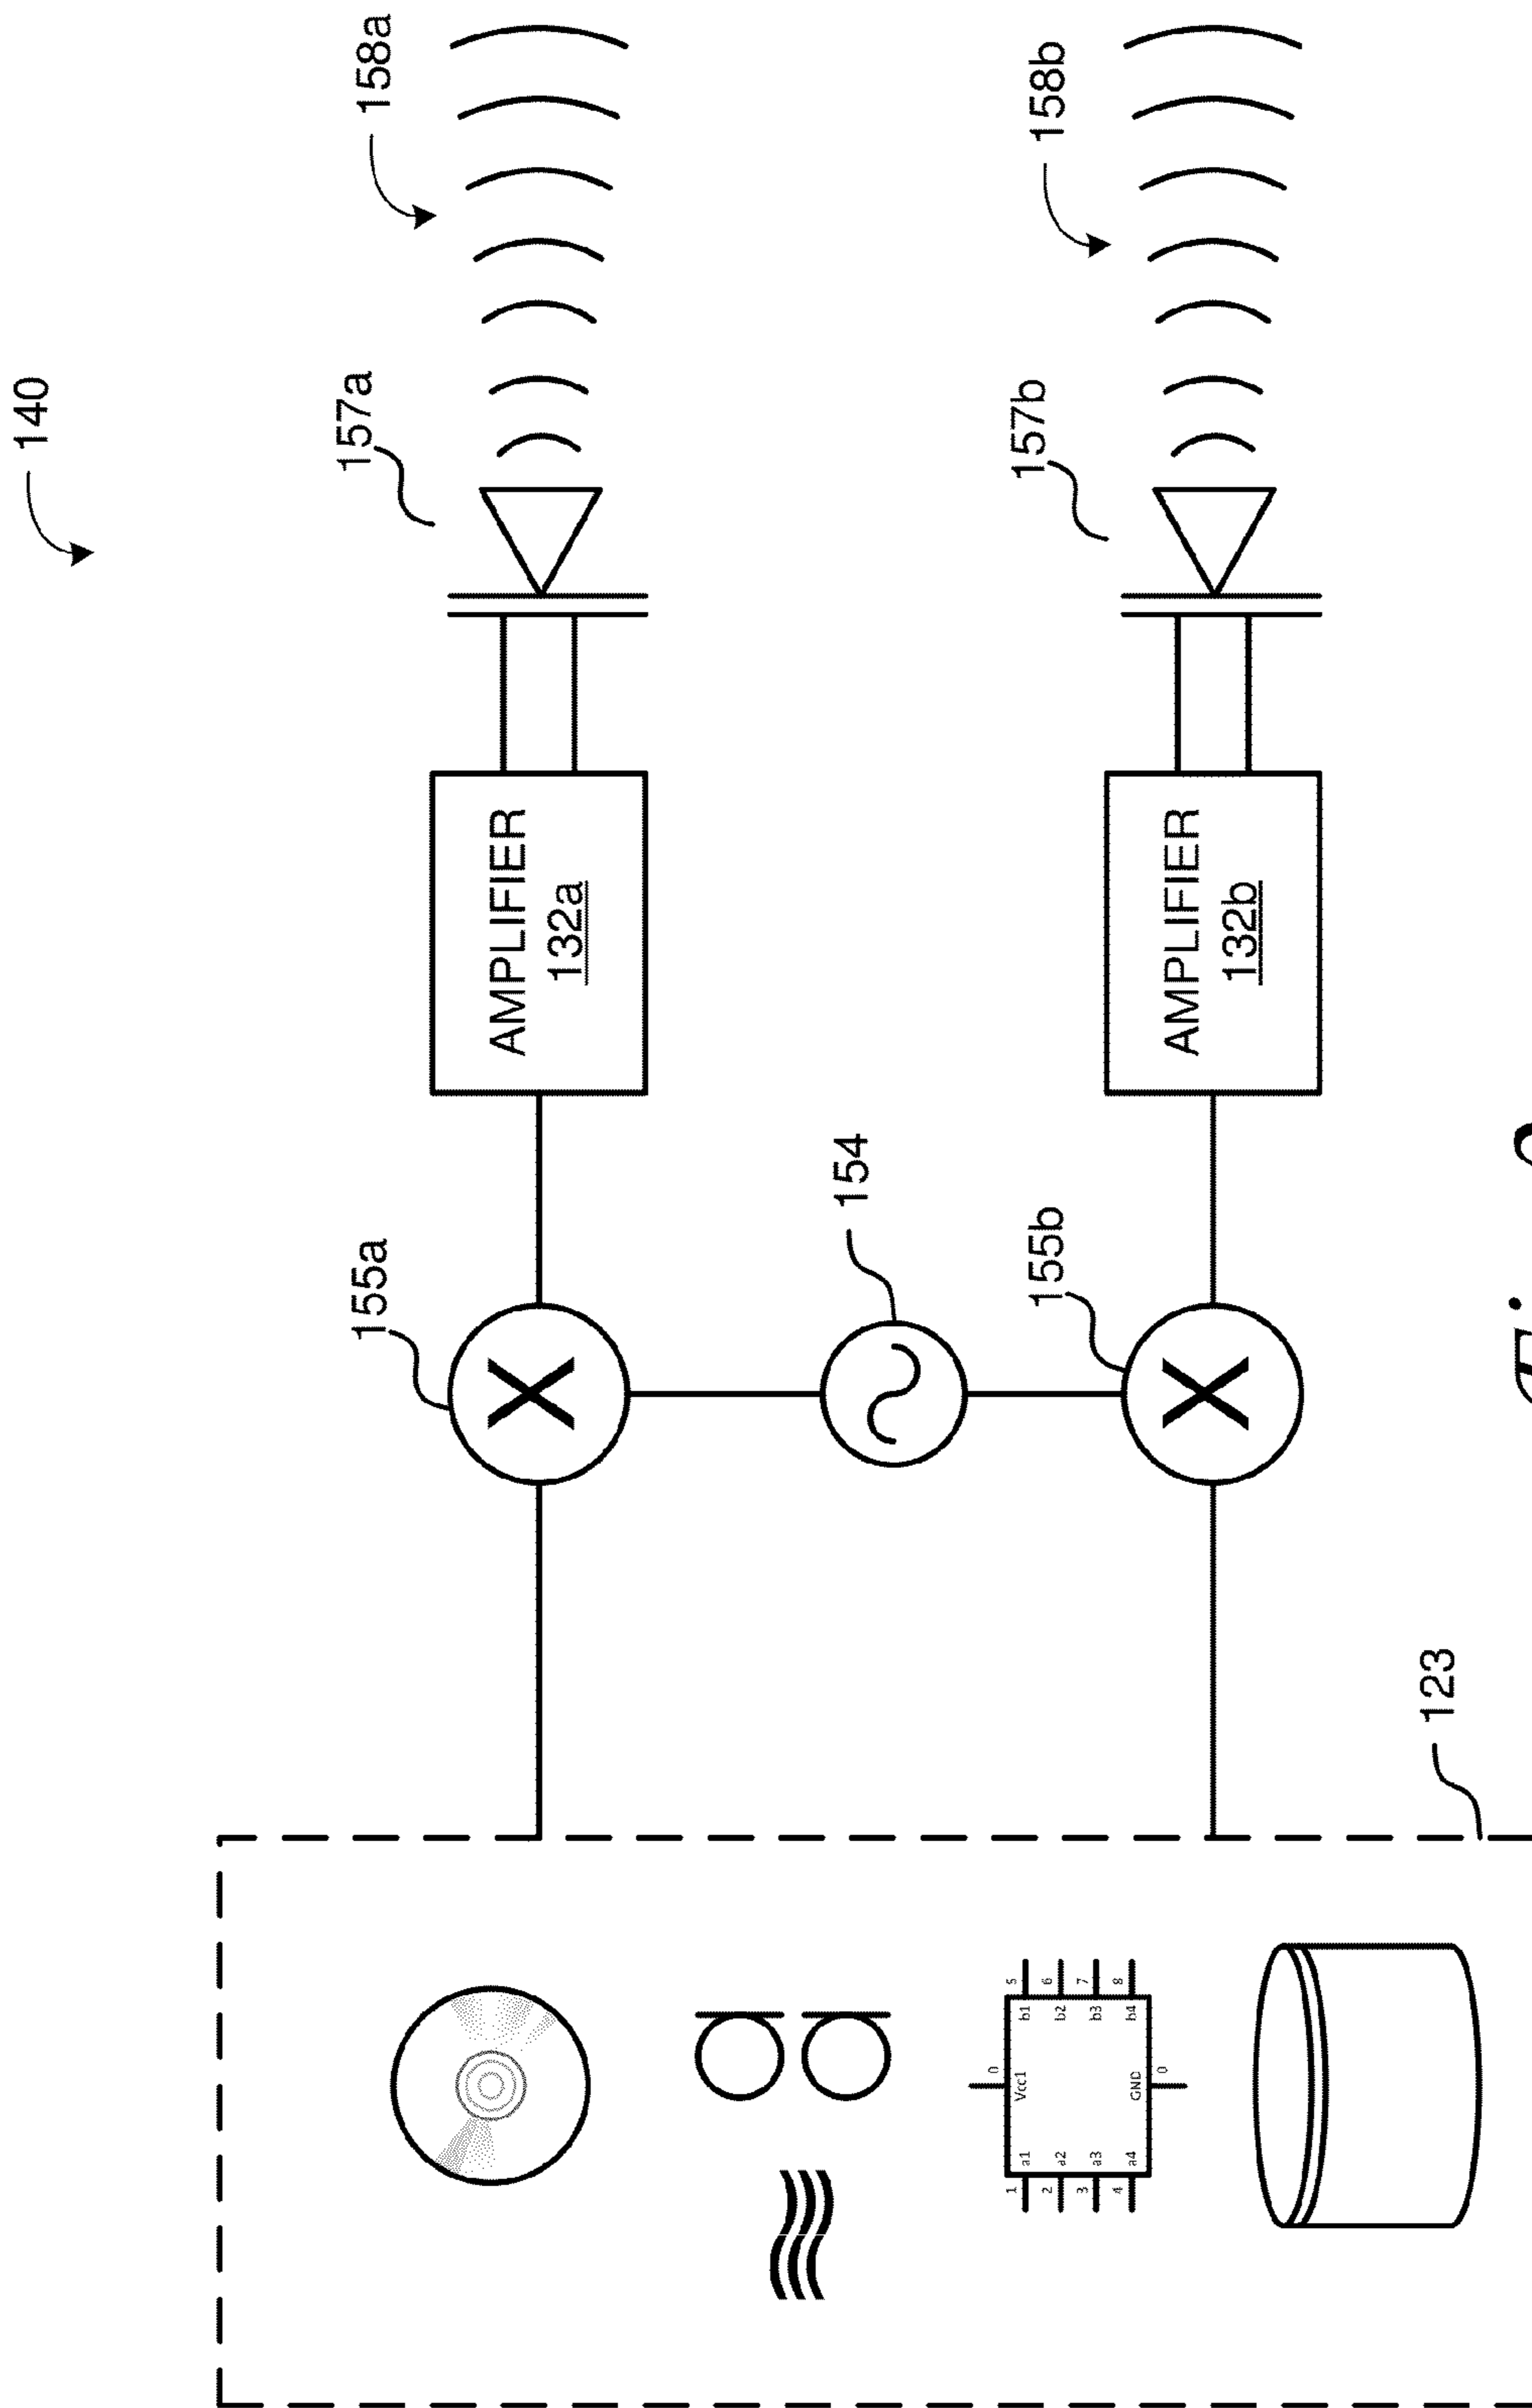 140
155a
157a
158a
AMPLIFIER
132a
154
0
1 a1 Vcc1 b1 5
2 a2 b2 6
3 a3 b3 7
4 a4 GND b4 8
0
155b
157b
158b
AMPLIFIER
132b
123